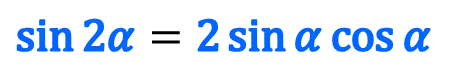 sin 2α = 2 sin α cos α